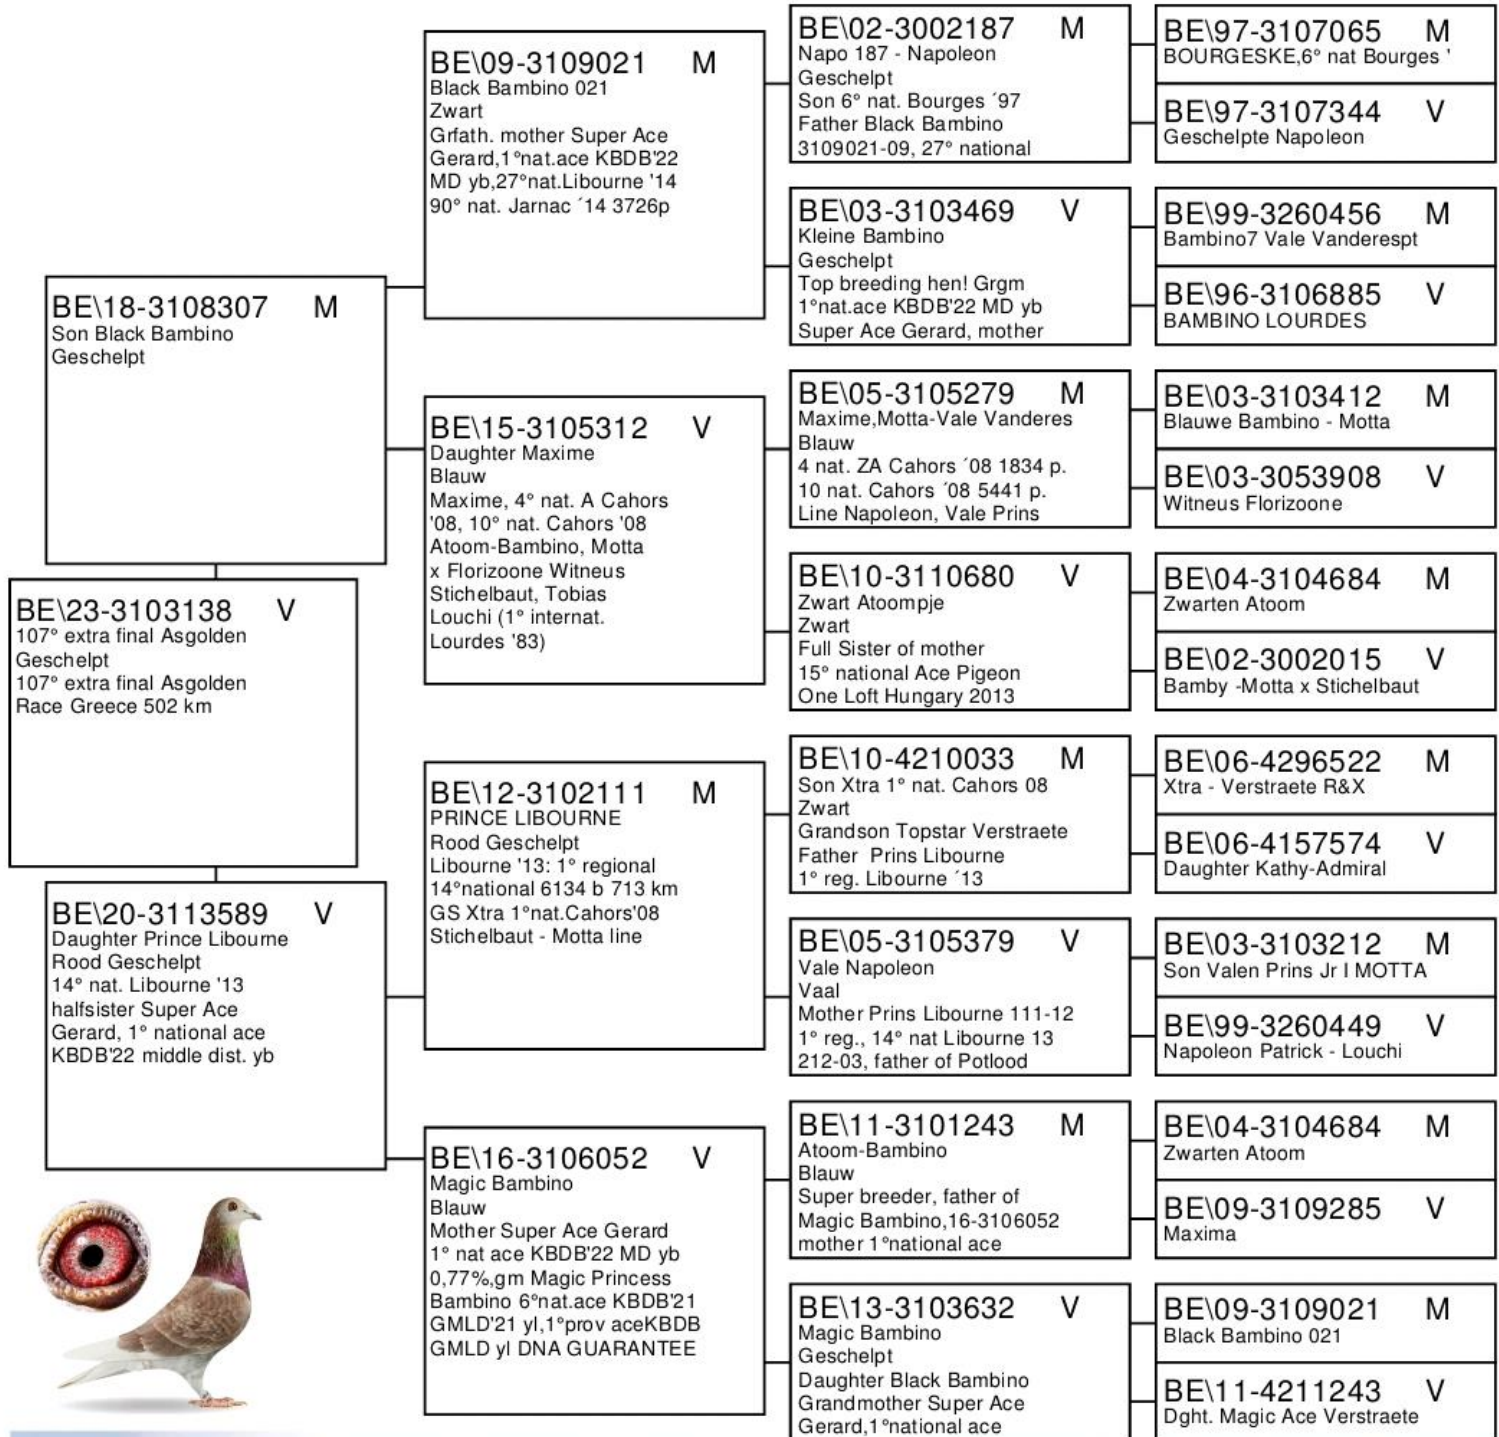 BE\23-3103138 V
107° extra final Asgolden
Geschelpt
107° extra final Asgolden
Race Greece 502 km
BE\18-3108307 M
Son Black Bambino
Geschelpt
BE\20-3113589 V
Daughter Prince Libourne
Rood Geschelpt
14° nat. Libourne '13
halfsister Super Ace
Gerard, 1° national ace
KBDB'22 middle dist. yb
BE\09-3109021 M
Black Bambino 021
Zwart
Grfath. mother Super Ace
Gerard,1°nat.ace KBDB'22
MD yb,27°nat.Libourne '14
90° nat. Jarnac ´14 3726p
BE\15-3105312 V
Daughter Maxime
Blauw
Maxime, 4° nat. A Cahors
'08, 10° nat. Cahors '08
Atoom-Bambino, Motta
x Florizoone Witneus
Stichelbaut, Tobias
Louchi (1° internat.
Lourdes '83)
BE\12-3102111 M
PRINCE LIBOURNE
Rood Geschelpt
Libourne '13: 1° regional
14°national 6134 b 713 km
GS Xtra 1°nat.Cahors'08
Stichelbaut - Motta line
BE\16-3106052 V
Magic Bambino
Blauw
Mother Super Ace Gerard
1° nat ace KBDB'22 MD yb
0,77%,gm Magic Princess
Bambino 6°nat.ace KBDB'21
GMLD'21 yl,1°prov aceKBDB
GMLD yl DNA GUARANTEE
BE\02-3002187 M
Napo 187 - Napoleon
Geschelpt
Son 6° nat. Bourges ´97
Father Black Bambino
3109021-09, 27° national
BE\03-3103469 V
Kleine Bambino
Geschelpt
Top breeding hen! Grgm
1°nat.ace KBDB'22 MD yb
Super Ace Gerard, mother
BE\05-3105279 M
Maxime,Motta-Vale Vanderes
Blauw
4 nat. ZA Cahors ´08 1834 p.
10 nat. Cahors ´08 5441 p.
Line Napoleon, Vale Prins
BE\10-3110680 V
Zwart Atoompje
Zwart
Full Sister of mother
15° national Ace Pigeon
One Loft Hungary 2013
BE\10-4210033 M
Son Xtra 1° nat. Cahors 08
Zwart
Grandson Topstar Verstraete
Father Prins Libourne
1° reg. Libourne ´13
BE\05-3105379 V
Vale Napoleon
Vaal
Mother Prins Libourne 111-12
1° reg., 14° nat Libourne 13
212-03, father of Potlood
BE\11-3101243 M
Atoom-Bambino
Blauw
Super breeder, father of
Magic Bambino,16-3106052
mother 1°national ace
BE\13-3103632 V
Magic Bambino
Geschelpt
Daughter Black Bambino
Grandmother Super Ace
Gerard,1°national ace
BE\97-3107065 M
BOURGESKE,6° nat Bourges '
BE\97-3107344 V
Geschelpte Napoleon
BE\99-3260456 M
Bambino7 Vale Vanderespt
BE\96-3106885 V
BAMBINO LOURDES
BE\03-3103412 M
Blauwe Bambino - Motta
BE\03-3053908 V
Witneus Florizoone
BE\04-3104684 M
Zwarten Atoom
BE\02-3002015 V
Bamby -Motta x Stichelbaut
BE\06-4296522 M
Xtra - Verstraete R&X
BE\06-4157574 V
Daughter Kathy-Admiral
BE\03-3103212 M
Son Valen Prins Jr I MOTTA
BE\99-3260449 V
Napoleon Patrick - Louchi
BE\04-3104684 M
Zwarten Atoom
BE\09-3109285 V
Maxima
BE\09-3109021 M
Black Bambino 021
BE\11-4211243 V
Dght. Magic Ace Verstraete